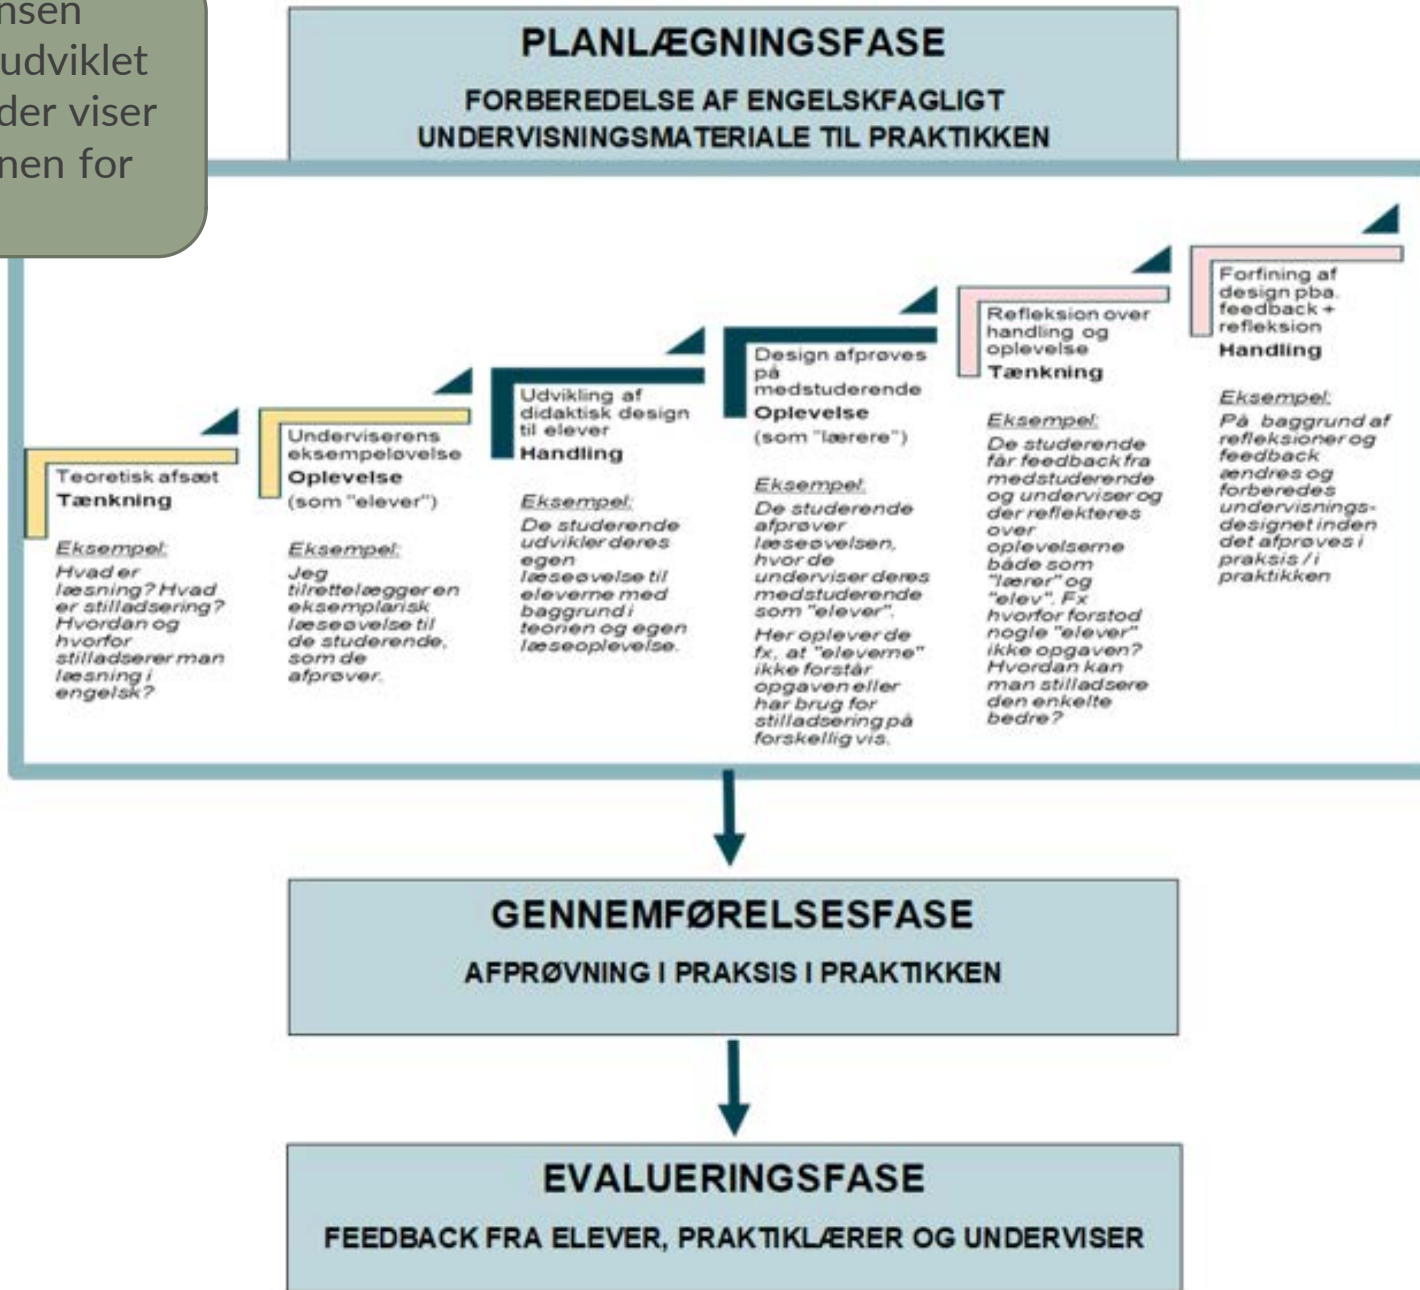 nsen
udviklet
der viser
nen for
PLANLÆGNINGSFASE
FORBEREDELSE AF ENGELSKFAGLIGT
UNDERVISNINGSMATERIALE TIL PRAKTIKKEN
Teoretisk afsæt
Tænkning
Eksempel:
Hvad er
læsning? Hvad
er stilladsering?
Hvordan og
hvorfor
stilladserer man
læsning i
engelsk?
Underviserens
eksempeløvelse
Oplevelse
(som "elever")
Eksempel:
Jeg
tilrettelægger en
eksemplarisk
læseøvelse til
de studerende,
som de
afprøver.
Udvikling af
didaktisk design
til elever
Handling
Eksempel:
De studerende
udvikler deres
egen
læseøvelse til
eleverne med
baggrund i
teorien og egen
læseoplevelse.
Design afprøves
på
medstuderende
Oplevelse
(som "lærere")
Eksempel:
De studerende
afprøver
læseøvelsen,
hvor de
underviser deres
medstuderende
som "elever".
Her oplever de
fx, at "eleverne"
ikke forstår
opgaven eller
har brug for
stilladsering på
forskellig vis.
Refleksion over
handling og
oplevelse
Tænkning
Eksempel:
De studerende
får feedback fra
medstuderende
og underviser og
der reflekteres
over
oplevelserne
både som
"lærer" og
"elev". Fx
hvorfor forstod
nogle "elever"
ikke opgaven?
Hvordan kan
man stilladsere
den enkelte
bedre?
Forfining af
design pba.
feedback +
refleksion
Handling
Eksempel:
På baggrund af
refleksioner og
feedback
ændres og
forberedes
undervisnings-
designet inden
det afprøves i
praksis / i
praktikken
GENNEMFØRELSESFASE
AFPRØVNING I PRAKSIS I PRAKTIKKEN
EVALUERINGSFASE
FEEDBACK FRA ELEVER, PRAKTIKLÆRER OG UNDERVISER